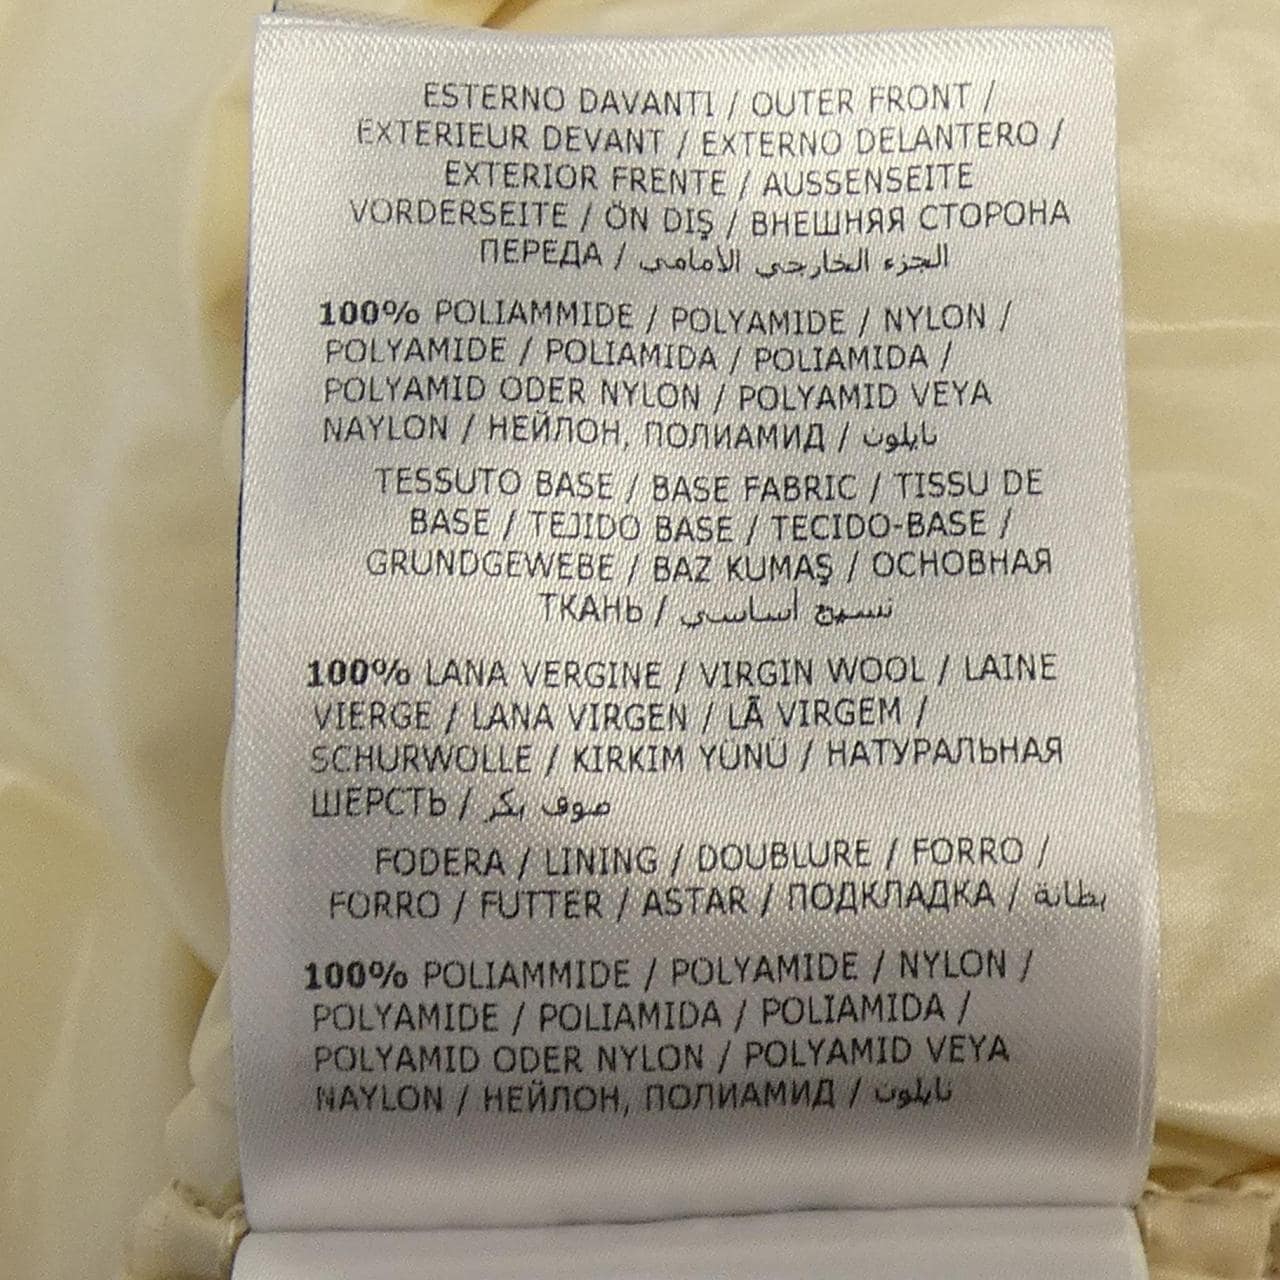 ESTERNO DAVANTI / OUTER FRONT /
EXTERIEUR DEVANT / EXTERNO DELANTERO /
EXTERIOR FRENTE / AUSSENSEITE
VORDERSEITE / ÖN DIŞ / ВНЕШНЯЯ СТОРОНА
ПЕРЕДА / الجزء الخارجي الأمامي
100% POLIAMMIDE / POLYAMIDE / NYLON /
POLYAMIDE / POLIAMIDA / POLIAMIDA /
POLYAMID ODER NYLON / POLYAMID VEYA
NAYLON / НЕЙЛОН, ПОЛИАМИД / نايلون
TESSUTO BASE / BASE FABRIC / TISSU DE
BASE / TEJIDO BASE / TECIDO-BASE /
GRUNDGEWEBE / BAZ KUMAŞ / ОСНОВНАЯ
ТКАНЬ / نسيج أساسي
100% LANA VERGINE / VIRGIN WOOL / LAINE
VIERGE / LANA VIRGEN / LÃ VIRGEM /
SCHURWOLLE / KIRKIM YÜNÜ / НАТУРАЛЬНАЯ
ШЕРСТЬ / صوف بكر
FODERA / LINING / DOUBLURE / FORRO /
FORRO / FUTTER / ASTAR / ПОДКЛАДКА / بطانة
100% POLIAMMIDE / POLYAMIDE / NYLON /
POLYAMIDE / POLIAMIDA / POLIAMIDA /
POLYAMID ODER NYLON / POLYAMID VEYA
NAYLON / НЕЙЛОН, ПОЛИАМИД / نايلون